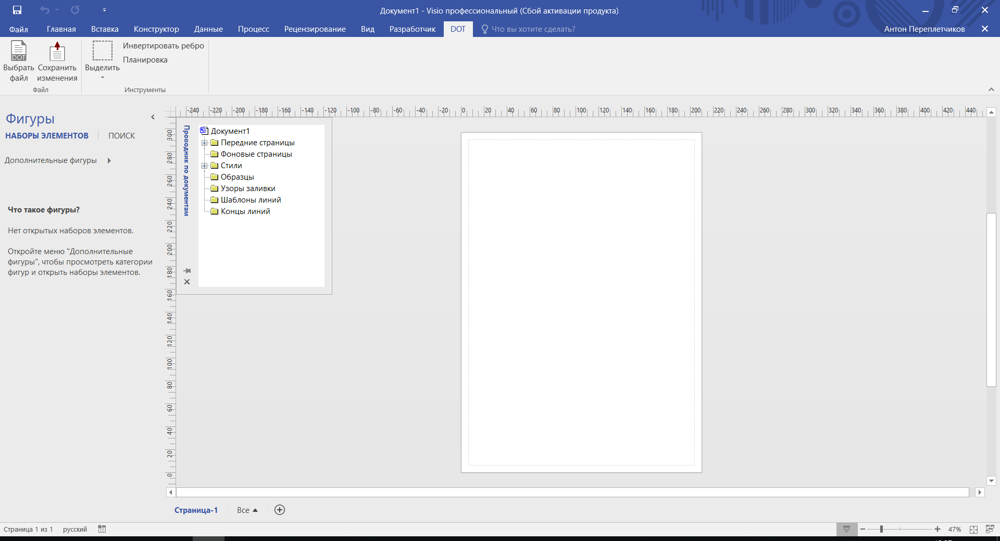 Документ1 - Visio профессиональный (Сбой активации продукта)
Файл Главная Вставка Конструктор Данные Процесс Рецензирование Вид Разработчик DOT Что вы хотите сделать? Антон Переплетчиков
DOT
Выбрать файл
Сохранить изменения
Файл
Выделить
Инвертировать ребро
Планировка
Инструменты
Фигуры
НАБОРЫ ЭЛЕМЕНТОВ ПОИСК
Дополнительные фигуры
Что такое фигуры?
Нет открытых наборов элементов.
Откройте меню "Дополнительные
фигуры", чтобы просмотреть категории
фигур и открыть наборы элементов.
-240 -220 -200 -180 -160 -140 -120 -100 -80 -60 -40 -20 0 20 40 60 80 100 120 140 160 180 200 220 240 260 280 300 320 340 360 380 400 420 440
300
280
260
240
220
200
180
160
140
120
100
80
60
40
20
0
Проводник по документам
Документ1
Передние страницы
Фоновые страницы
Стили
Образцы
Узоры заливки
Шаблоны линий
Концы линий
Страница-1 Все
Страница 1 из 1 русский 47%